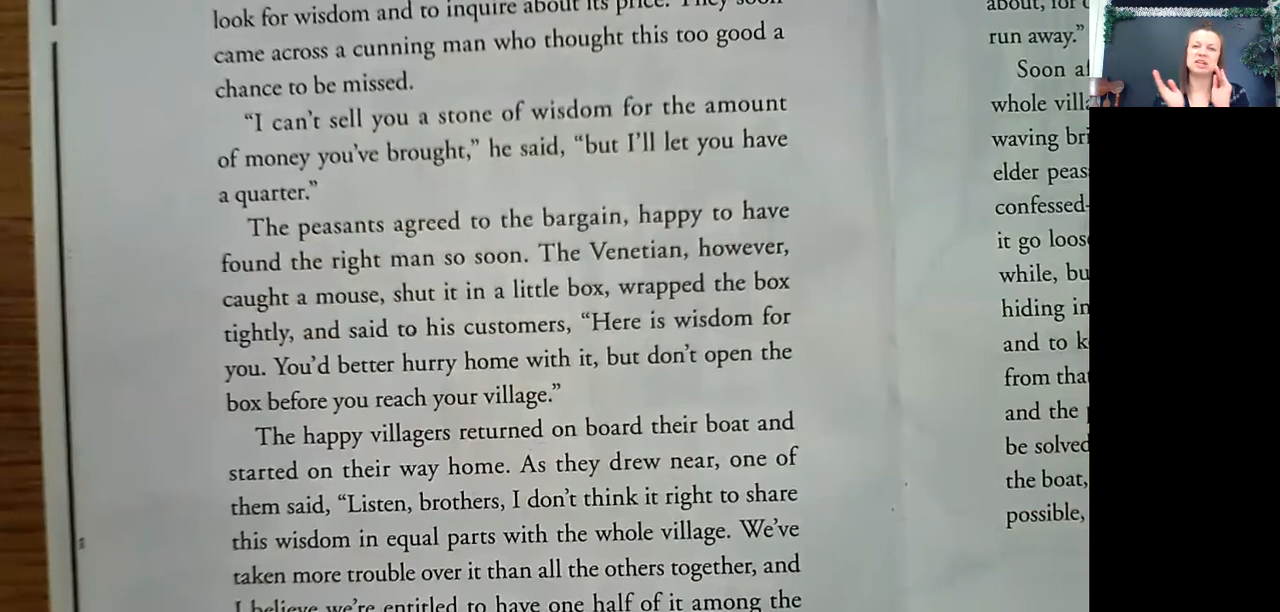 look for wisdom and to inquire about its price. They soon
came across a cunning man who thought this too good a
chance to be missed.
“I can’t sell you a stone of wisdom for the amount
of money you’ve brought,” he said, “but I’ll let you have
a quarter.”
The peasants agreed to the bargain, happy to have
found the right man so soon. The Venetian, however,
caught a mouse, shut it in a little box, wrapped the box
tightly, and said to his customers, “Here is wisdom for
you. You’d better hurry home with it, but don’t open the
box before you reach your village.”
The happy villagers returned on board their boat and
started on their way home. As they drew near, one of
them said, “Listen, brothers, I don’t think it right to share
this wisdom in equal parts with the whole village. We’ve
taken more trouble over it than all the others together, and
I believe we’re entitled to have one half of it among the
about, for
run away.”
Soon
whole
waving
elder
confessed
it go
while,
hiding in
and to
from
and the
be solved
the boat,
possible,